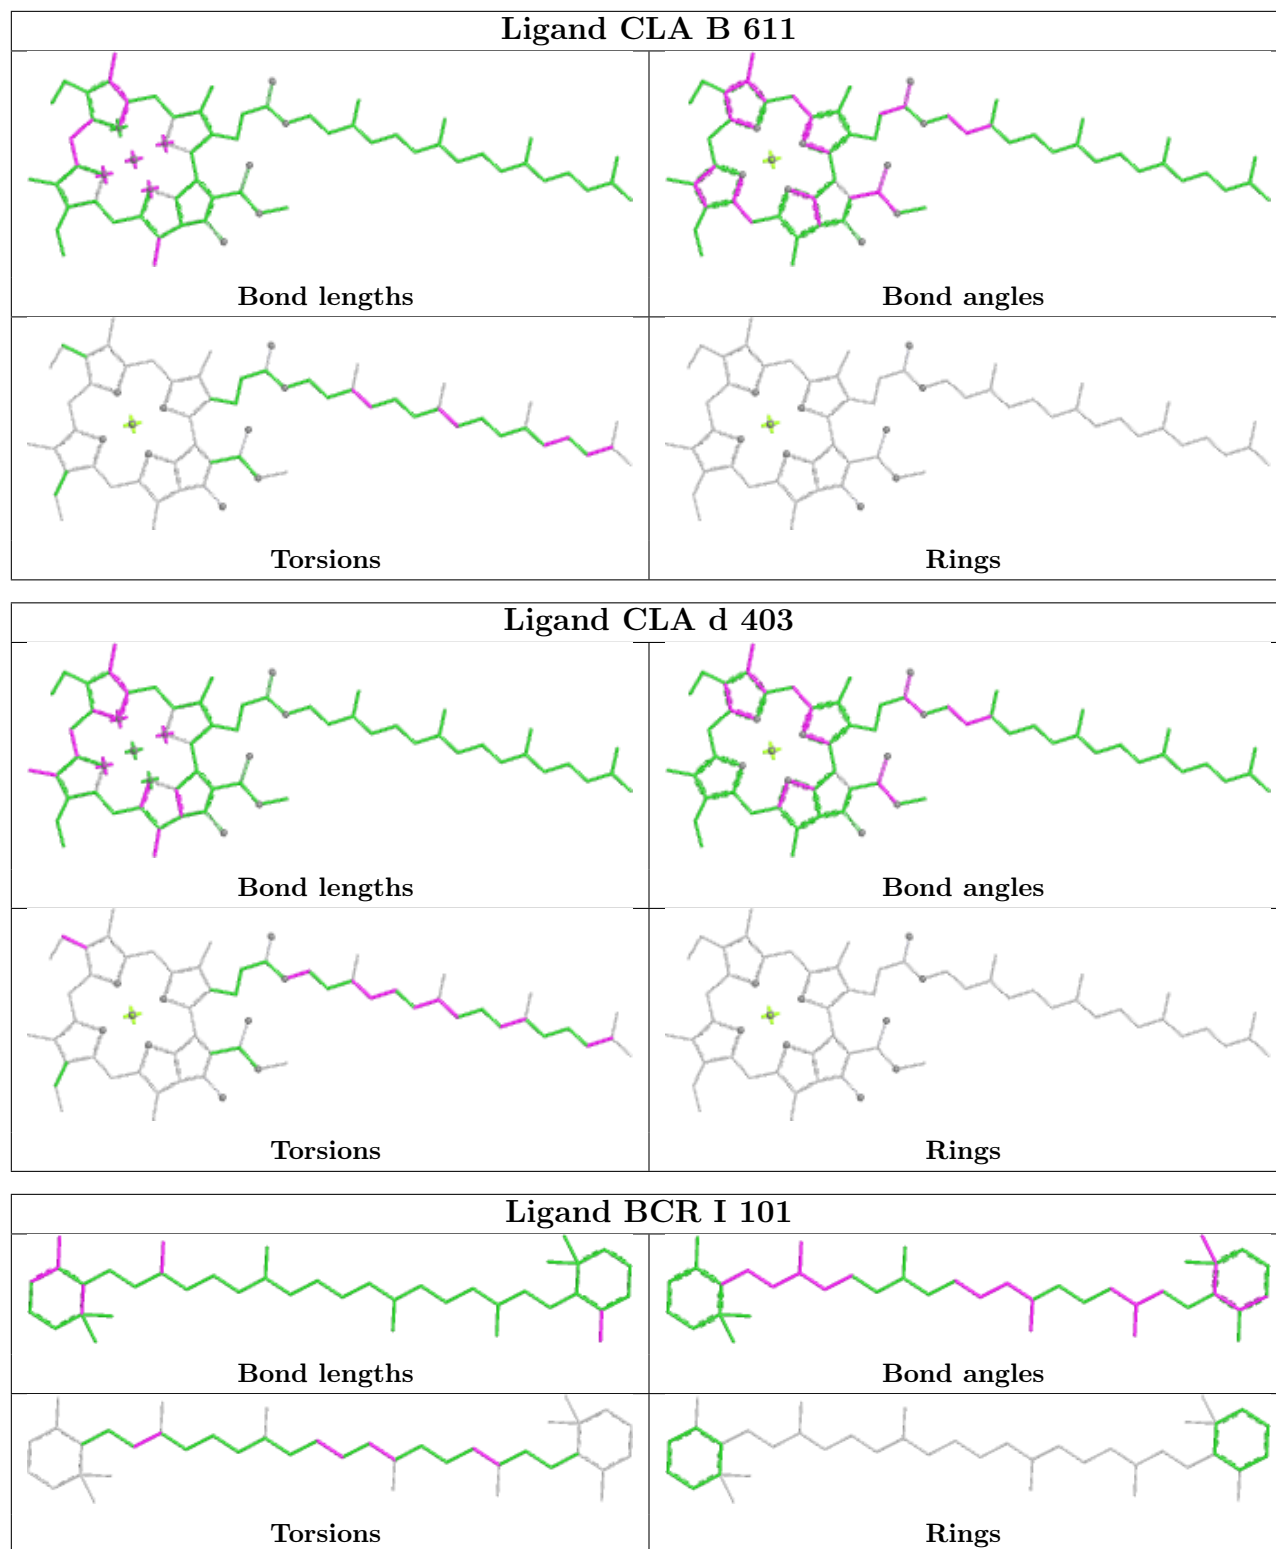 Ligand CLA B 611
Bond lengths
Bond angles
Torsions
Rings
Ligand CLA d 403
Bond lengths
Bond angles
Torsions
Rings
Ligand BCR I 101
Bond lengths
Bond angles
Torsions
Rings